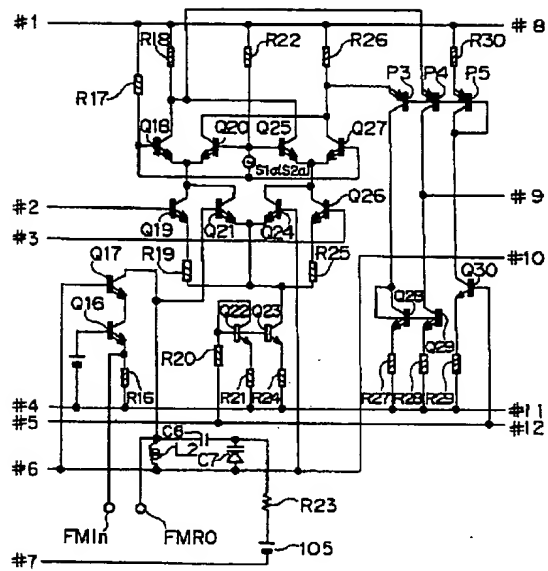 #1 R18 R22 R26 R30 #8
R17 P3 P4 P5
Q18 Q20 Q25 Q27
S1α(S2α)
#9
#2 Q19 Q21 Q24 Q26
#3 #10
Q17 R19 R25 Q30
Q16 Q22 Q23 Q28
Q29
R20
R16 R21 R24 R27 R28 R29
#4 #11
#5 #12
C6
#6 L2 C7
R23
FMIn FMRO
105
#7